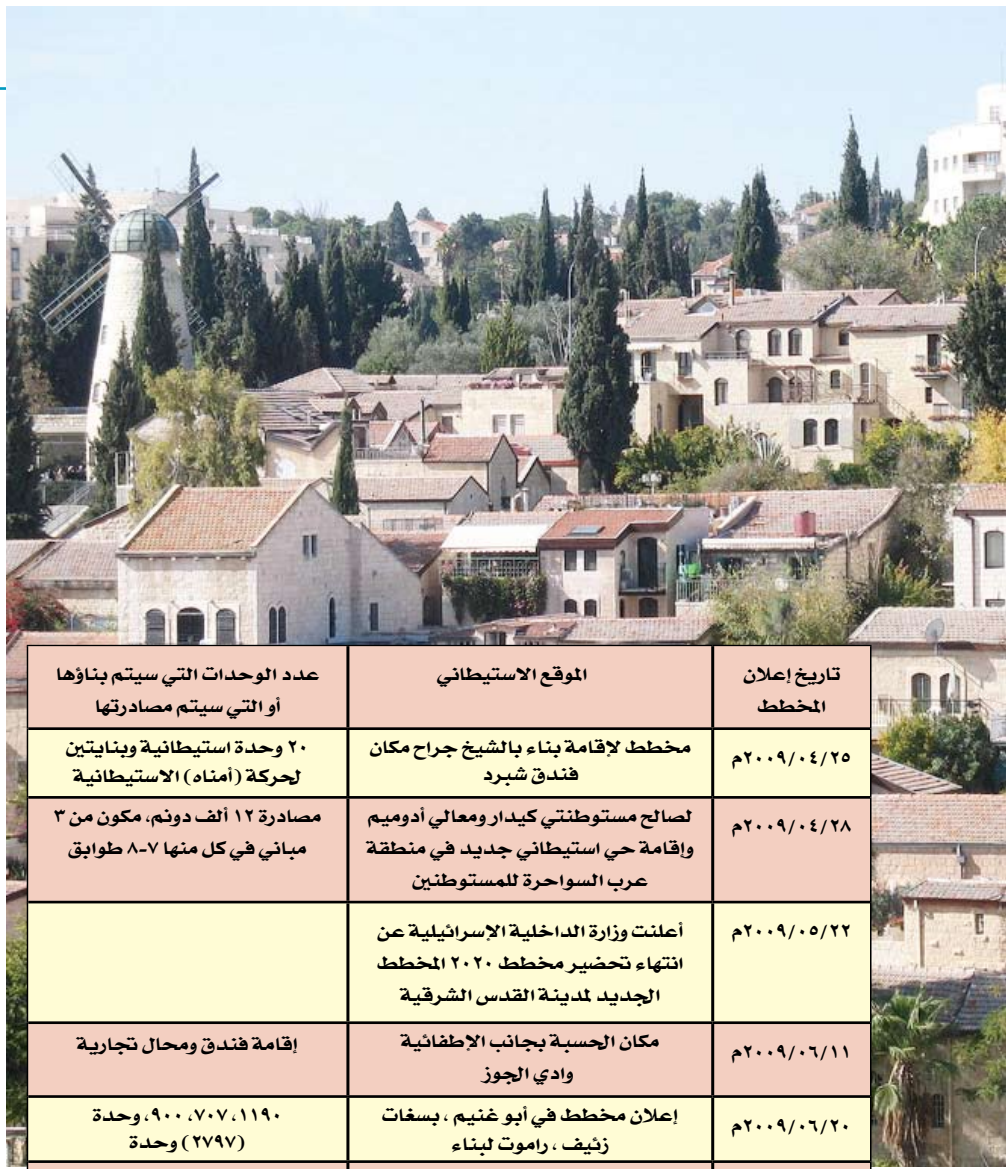 تاريخ إعلان
المخطط
الموقع الاستيطاني
عدد الوحدات التي سيتم بناؤها
أو التي سيتم مصادرتها
٢٠٠٩/٠٤/٢٥م
مخطط لإقامة بناء بالشيخ جراح مكان
فندق شبرد
٢٠ وحدة استيطانية وبنايتين
لحركة (أمناه) الاستيطانية
٢٠٠٩/٠٤/٢٨م
لصالح مستوطنتي كيدار ومعالي أدوميم
وإقامة حي استيطاني جديد في منطقة
عرب السواحرة للمستوطنين
مصادرة ١٢ ألف دونم، مكون من ٣
مباني في كل منها ٧-٨ طوابق
٢٠٠٩/٠٥/٢٢م
أعلنت وزارة الداخلية الإسرائيلية عن
انتهاء تحضير مخطط ٢٠٢٠ المخطط
الجديد لمدينة القدس الشرقية
٢٠٠٩/٠٦/١١م
مكان الحسبة بجانب الإطفائية
وادي الجوز
إقامة فندق ومحال تجارية
٢٠٠٩/٠٦/٢٠م
إعلان مخطط في أبو غنيم ، بسغات
زئيف ، راموت لبناء
١١٩٠، ٧٠٧، ٩٠٠، وحدة
(٢٧٩٧) وحدة